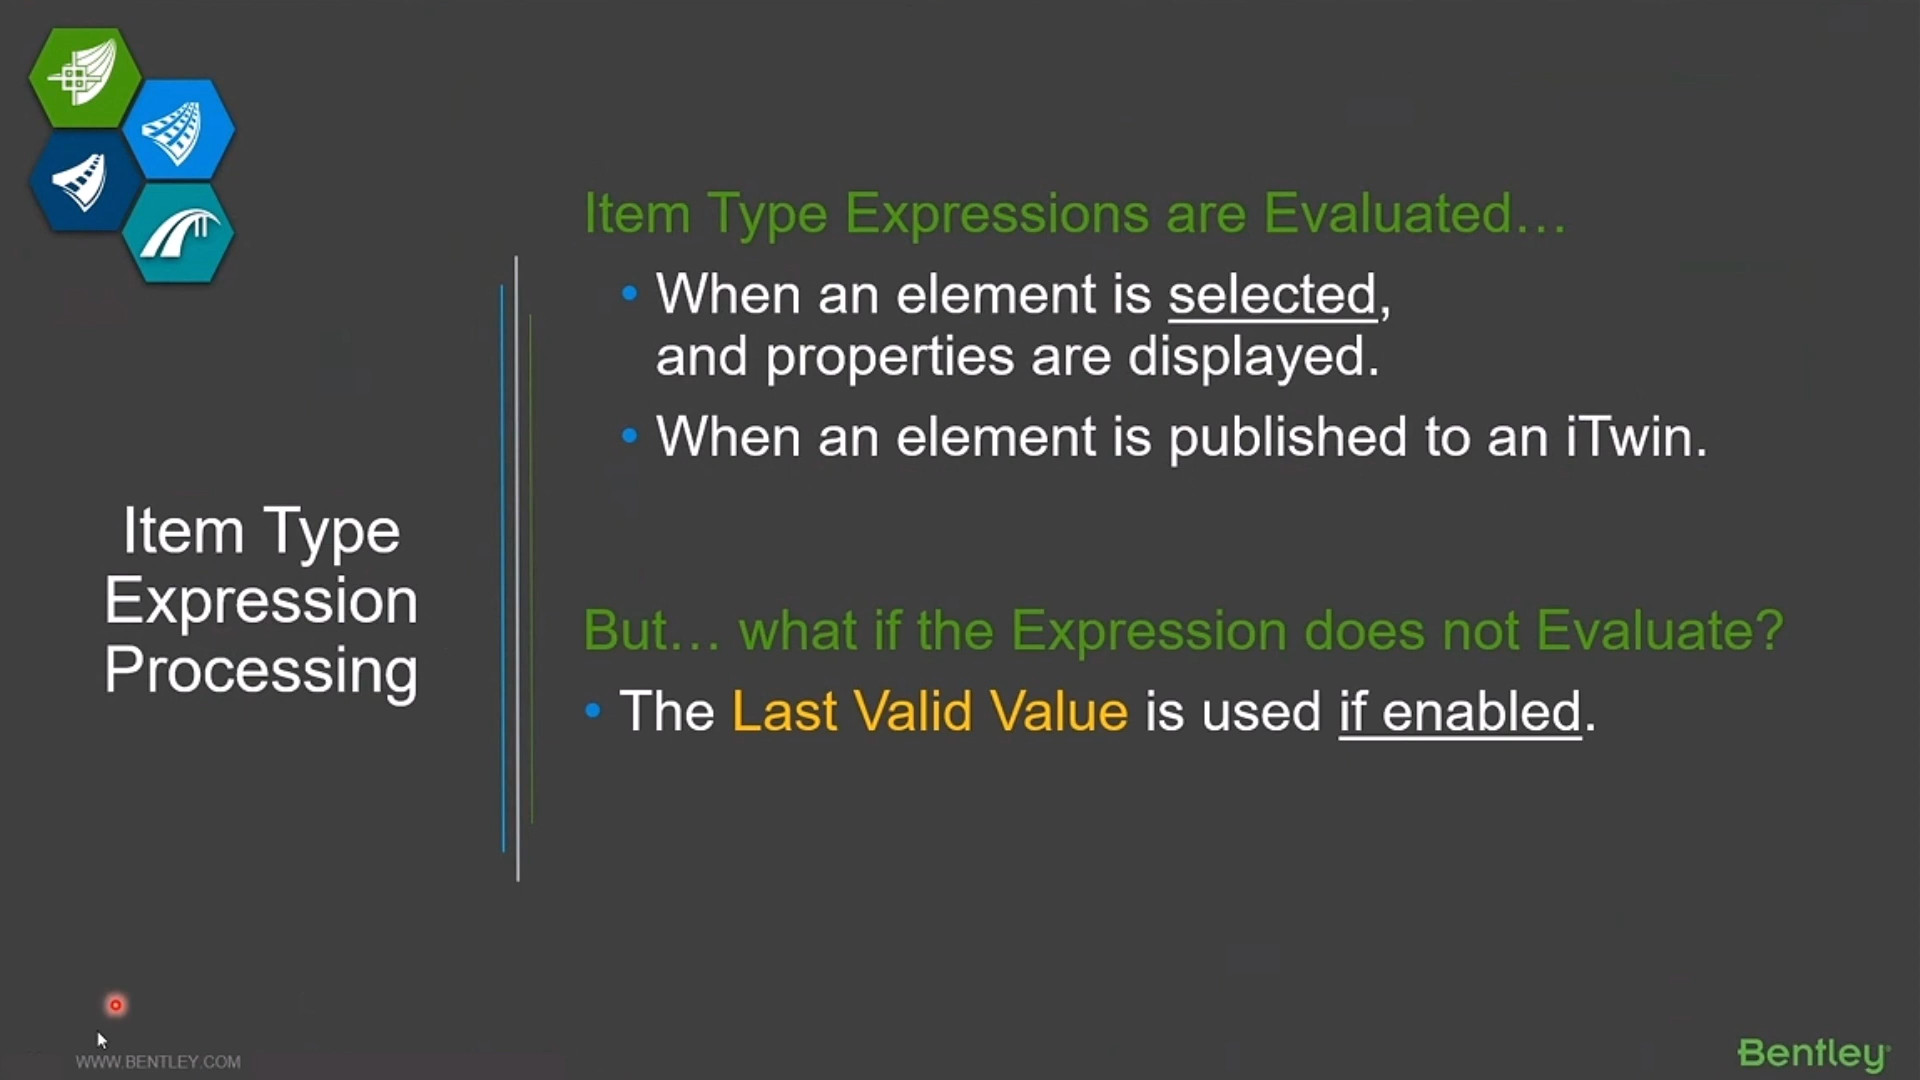 Item Type
Expression
Processing
Item Type Expressions are Evaluated…
• When an element is selected,
and properties are displayed.
• When an element is published to an iTwin.
But… what if the Expression does not Evaluate?
• The Last Valid Value is used if enabled.
WWW.BENTLEY.COM
Bentley